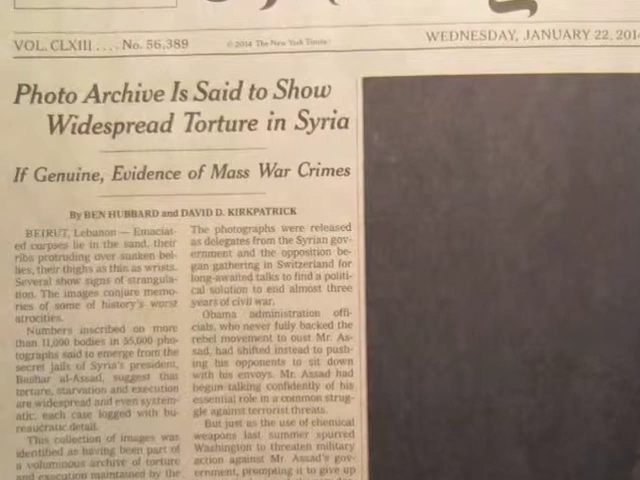 VOL. CLXIII .... No. 56,389
© 2014 The New York Times
WEDNESDAY, JANUARY 22, 2014
Photo Archive Is Said to Show
Widespread Torture in Syria
If Genuine, Evidence of Mass War Crimes
By BEN HUBBARD and DAVID D. KIRKPATRICK
BEIRUT, Lebanon — Emaciat-
ed corpses lie in the sand, their
ribs protruding over sunken bel-
lies, their thighs as thin as wrists.
Several show signs of strangula-
tion. The images conjure memo-
ries of some of history's worst
atrocities.
Numbers inscribed on more
than 11,000 bodies in 55,000 pho-
tographs said to emerge from the
secret jails of Syria's president,
Bashar al-Assad, suggest that
torture, starvation and execution
are widespread and even system-
atic, each case logged with bu-
reaucratic detail.
This collection of images was
identified as having been part of
a voluminous archive of torture
and execution maintained by the
The photographs were released
as delegates from the Syrian gov-
ernment and the opposition be-
gan gathering in Switzerland for
long-awaited talks to find a politi-
cal solution to end almost three
years of civil war.
Obama administration offi-
cials, who never fully backed the
rebel movement to oust Mr. As-
sad, had shifted instead to push-
ing his opponents to sit down
with his envoys. Mr. Assad had
begun talking confidently of his
essential role in a common strug-
gle against terrorist threats.
But just as the use of chemical
weapons last summer spurred
Washington to threaten military
action against Mr. Assad's gov-
ernment, prompting it to give up